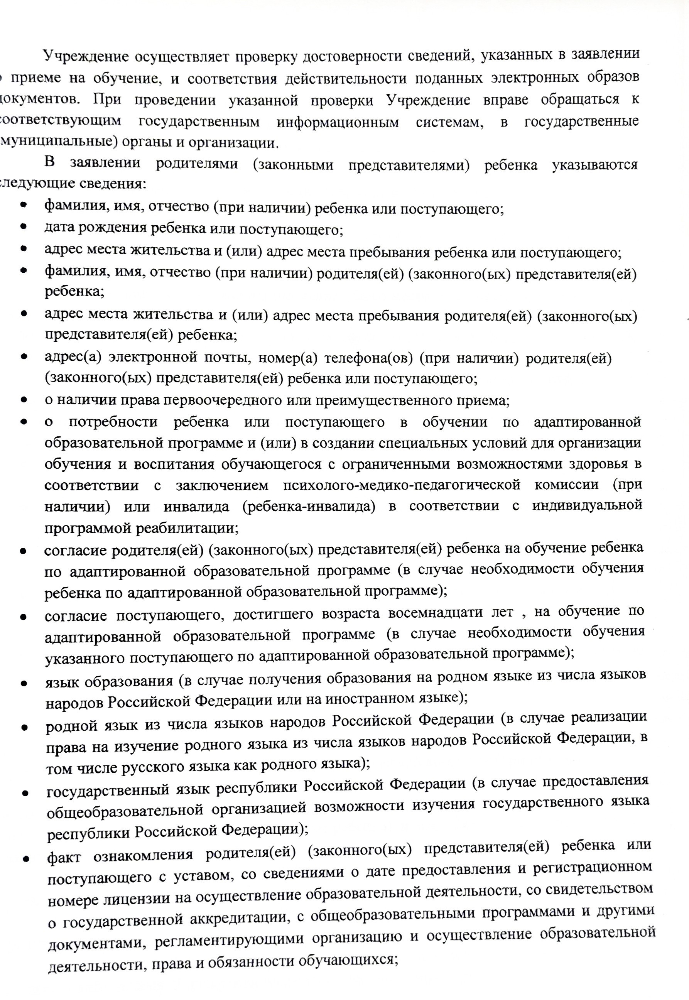 Учреждение осуществляет проверку достоверности сведений, указанных в заявлении
приеме на обучение, и соответствия действительности поданных электронных образов
документов. При проведении указанной проверки Учреждение вправе обращаться к
соответствующим государственным информационным системам, в государственные
муниципальные) органы и организации.
В заявлении родителями (законными представителями) ребенка указываются
следующие сведения:
• фамилия, имя, отчество (при наличии) ребенка или поступающего;
• дата рождения ребенка или поступающего;
• адрес места жительства и (или) адрес места пребывания ребенка или поступающего;
• фамилия, имя, отчество (при наличии) родителя(ей) (законного(ых) представителя(ей)
ребенка;
• адрес места жительства и (или) адрес места пребывания родителя(ей) (законного(ых)
представителя(ей) ребенка;
• адрес(а) электронной почты, номер(а) телефона(ов) (при наличии) родителя(ей)
(законного(ых) представителя(ей) ребенка или поступающего;
• о наличии права первоочередного или преимущественного приема;
• о потребности ребенка или поступающего в обучении по адаптированной
образовательной программе и (или) в создании специальных условий для организации
обучения и воспитания обучающегося с ограниченными возможностями здоровья в
соответствии с заключением психолого-медико-педагогической комиссии (при
наличии) или инвалида (ребенка-инвалида) в соответствии с индивидуальной
программой реабилитации;
• согласие родителя(ей) (законного(ых) представителя(ей) ребенка на обучение ребенка
по адаптированной образовательной программе (в случае необходимости обучения
ребенка по адаптированной образовательной программе);
• согласие поступающего, достигшего возраста восемнадцати лет , на обучение по
адаптированной образовательной программе (в случае необходимости обучения
указанного поступающего по адаптированной образовательной программе);
• язык образования (в случае получения образования на родном языке из числа языков
народов Российской Федерации или на иностранном языке);
• родной язык из числа языков народов Российской Федерации (в случае реализации
права на изучение родного языка из числа языков народов Российской Федерации, в
том числе русского языка как родного языка);
• государственный язык республики Российской Федерации (в случае предоставления
общеобразовательной организацией возможности изучения государственного языка
республики Российской Федерации);
• факт ознакомления родителя(ей) (законного(ых) представителя(ей) ребенка или
поступающего с уставом, со сведениями о дате предоставления и регистрационном
номере лицензии на осуществление образовательной деятельности, со свидетельством
о государственной аккредитации, с общеобразовательными программами и другими
документами, регламентирующими организацию и осуществление образовательной
деятельности, права и обязанности обучающихся;